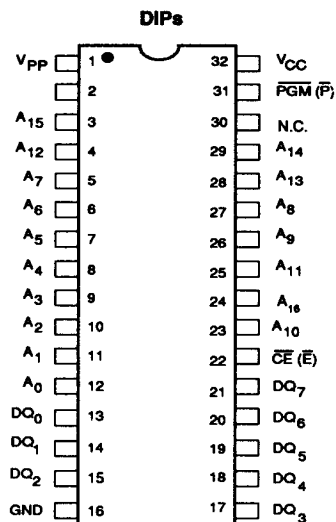 DIPs
VPP 1 32 VCC
2 31 PGM (P)
A15 3 30 N.C.
A12 4 29 A14
A7 5 28 A13
A6 6 27 A8
A5 7 26 A9
A4 8 25 A11
A3 9 24 A16
A2 10 23 A10
A1 11 22 CE (E)
A0 12 21 DQ7
DQ0 13 20 DQ6
DQ1 14 19 DQ5
DQ2 15 18 DQ4
GND 16 17 DQ3